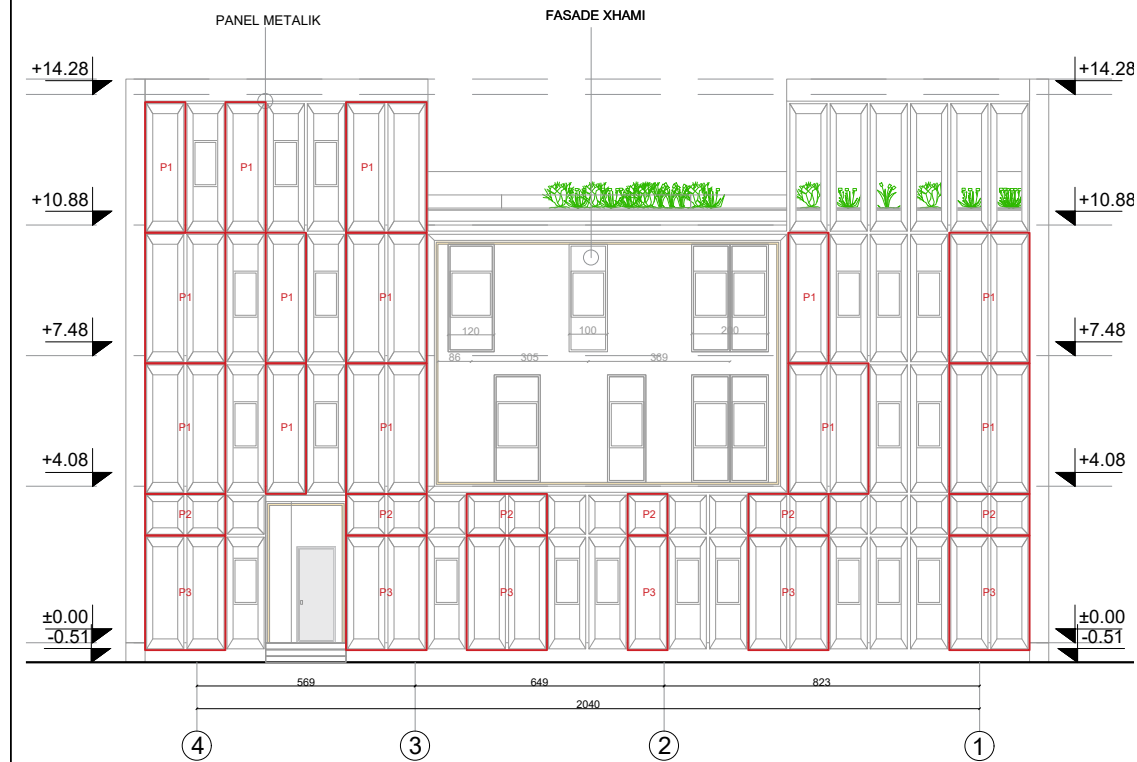 PANEL METALIK
FASADE XHAMI
+14.28
+14.28
P1
P1
P1
+10.88
+10.88
P1
P1
P1
P1
P1
+7.48
120
100
200
+7.48
86
305
369
P1
P1
P1
P1
P1
+4.08
+4.08
P2
P2
P2
P2
P2
P2
P3
P3
P3
P3
P3
P3
±0.00
±0.00
-0.51
-0.51
569
649
823
2040
4
3
2
1